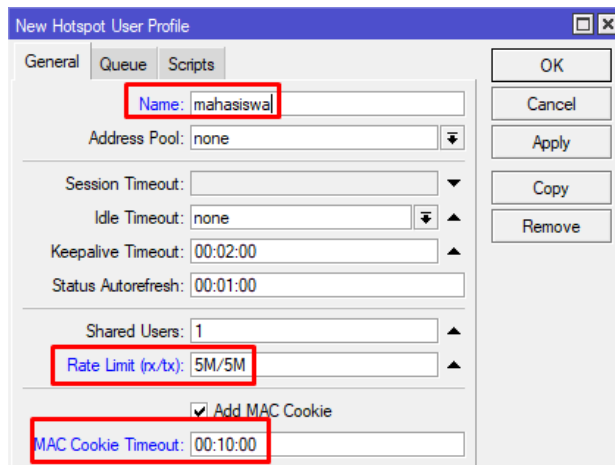 New Hotspot User Profile
General Queue Scripts
Name: mahasiswa
Address Pool: none
Session Timeout:
Idle Timeout: none
Keepalive Timeout: 00:02:00
Status Autorefresh: 00:01:00
Shared Users: 1
Rate Limit (rx/tx): 5M/5M
Add MAC Cookie
MAC Cookie Timeout: 00:10:00
OK
Cancel
Apply
Copy
Remove